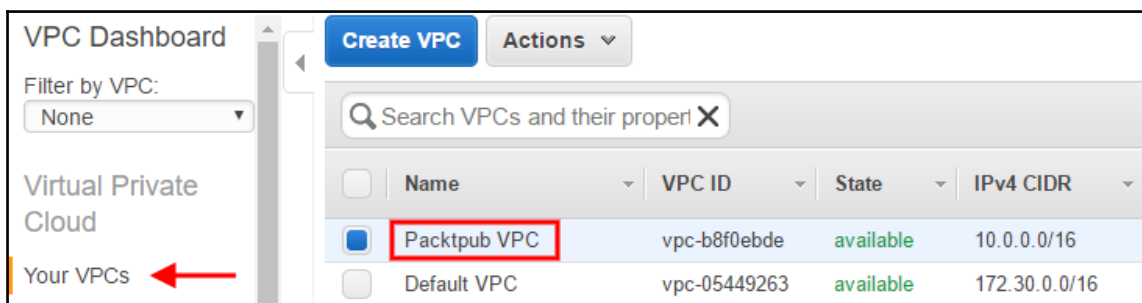 VPC Dashboard
Filter by VPC:
None
Virtual Private
Cloud
Your VPCs
Create VPC Actions
Search VPCs and their propert
Name VPC ID State IPv4 CIDR
Packtpub VPC vpc-b8f0ebde available 10.0.0.0/16
Default VPC vpc-05449263 available 172.30.0.0/16